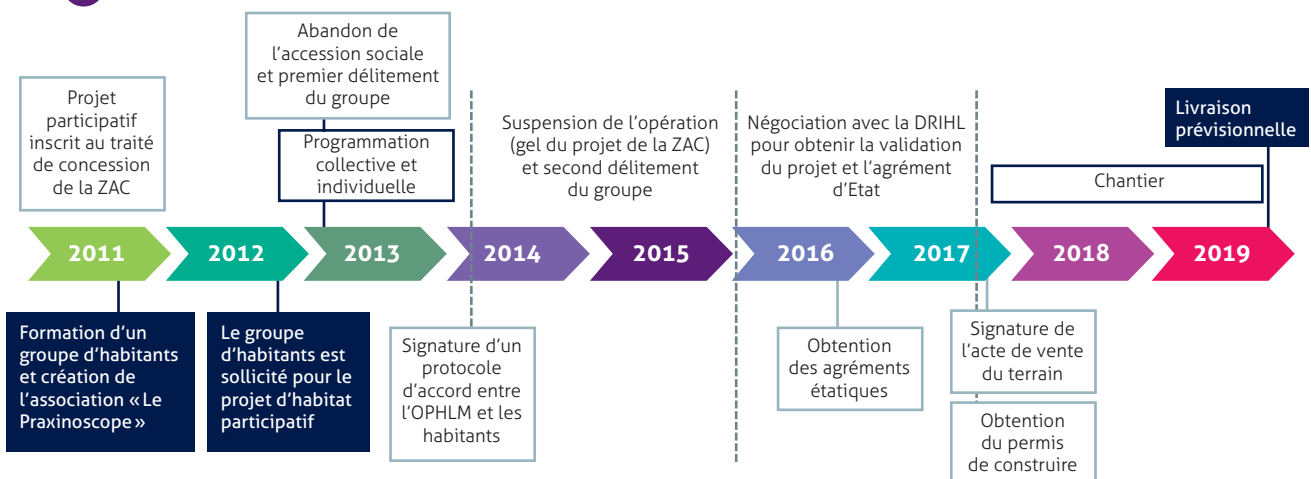 Projet
participatif
inscrit au traité
de concession
de la ZAC
Abandon de
l’accession sociale
et premier délitement
du groupe
Programmation
collective et
individuelle
Suspension de l’opération
(gel du projet de la ZAC)
et second délitement
du groupe
Négociation avec la DRIHL
pour obtenir la validation
du projet et l’agrément
d’Etat
Chantier
Livraison
prévisionnelle
2011
2012
2013
2014
2015
2016
2017
2018
2019
Formation d’un
groupe d’habitants
et création de
l’association « Le
Praxinoscope »
Le groupe
d’habitants est
sollicité pour le
projet d’habitat
participatif
Signature d’un
protocole
d’accord entre
l’OPHLM et les
habitants
Obtention
des agréments
étatiques
Signature de
l’acte de vente
du terrain
Obtention
du permis
de construire